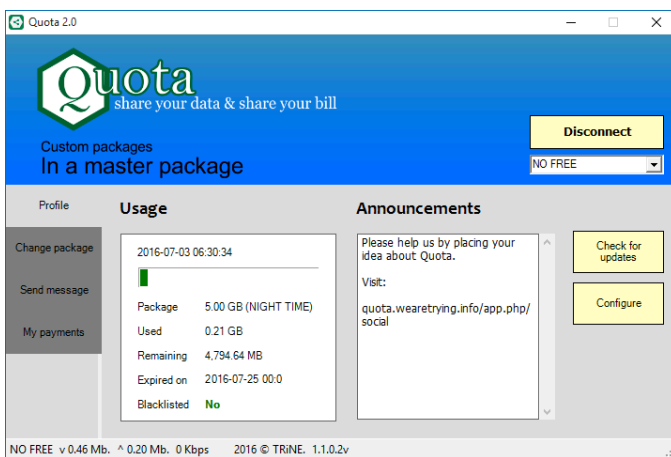 Quota 2.0
Quota
share your data & share your bill
Custom packages
In a master package
Disconnect
NO FREE
Profile
Change package
Send message
My payments
Usage
2016-07-03 06:30:34
Package 5.00 GB (NIGHT TIME)
Used 0.21 GB
Remaining 4,794.64 MB
Expired on 2016-07-25 00:0
Blacklisted No
Announcements
Please help us by placing your
idea about Quota.
Visit:
quota.wearetrying.info/app.php/
social
Check for
updates
Configure
NO FREE v 0.46 Mb. ^ 0.20 Mb. 0 Kbps 2016 © TRiNE. 1.1.0.2v